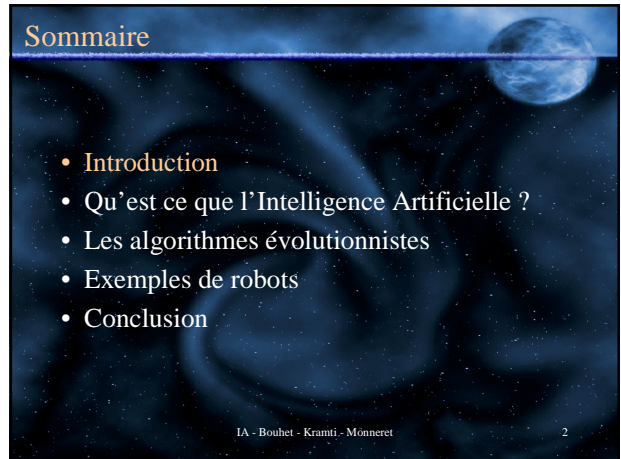 Sommaire
• Introduction
• Qu’est ce que l’Intelligence Artificielle ?
• Les algorithmes évolutionnistes
• Exemples de robots
• Conclusion
IA - Bouhet - Kramti - Monneret 2